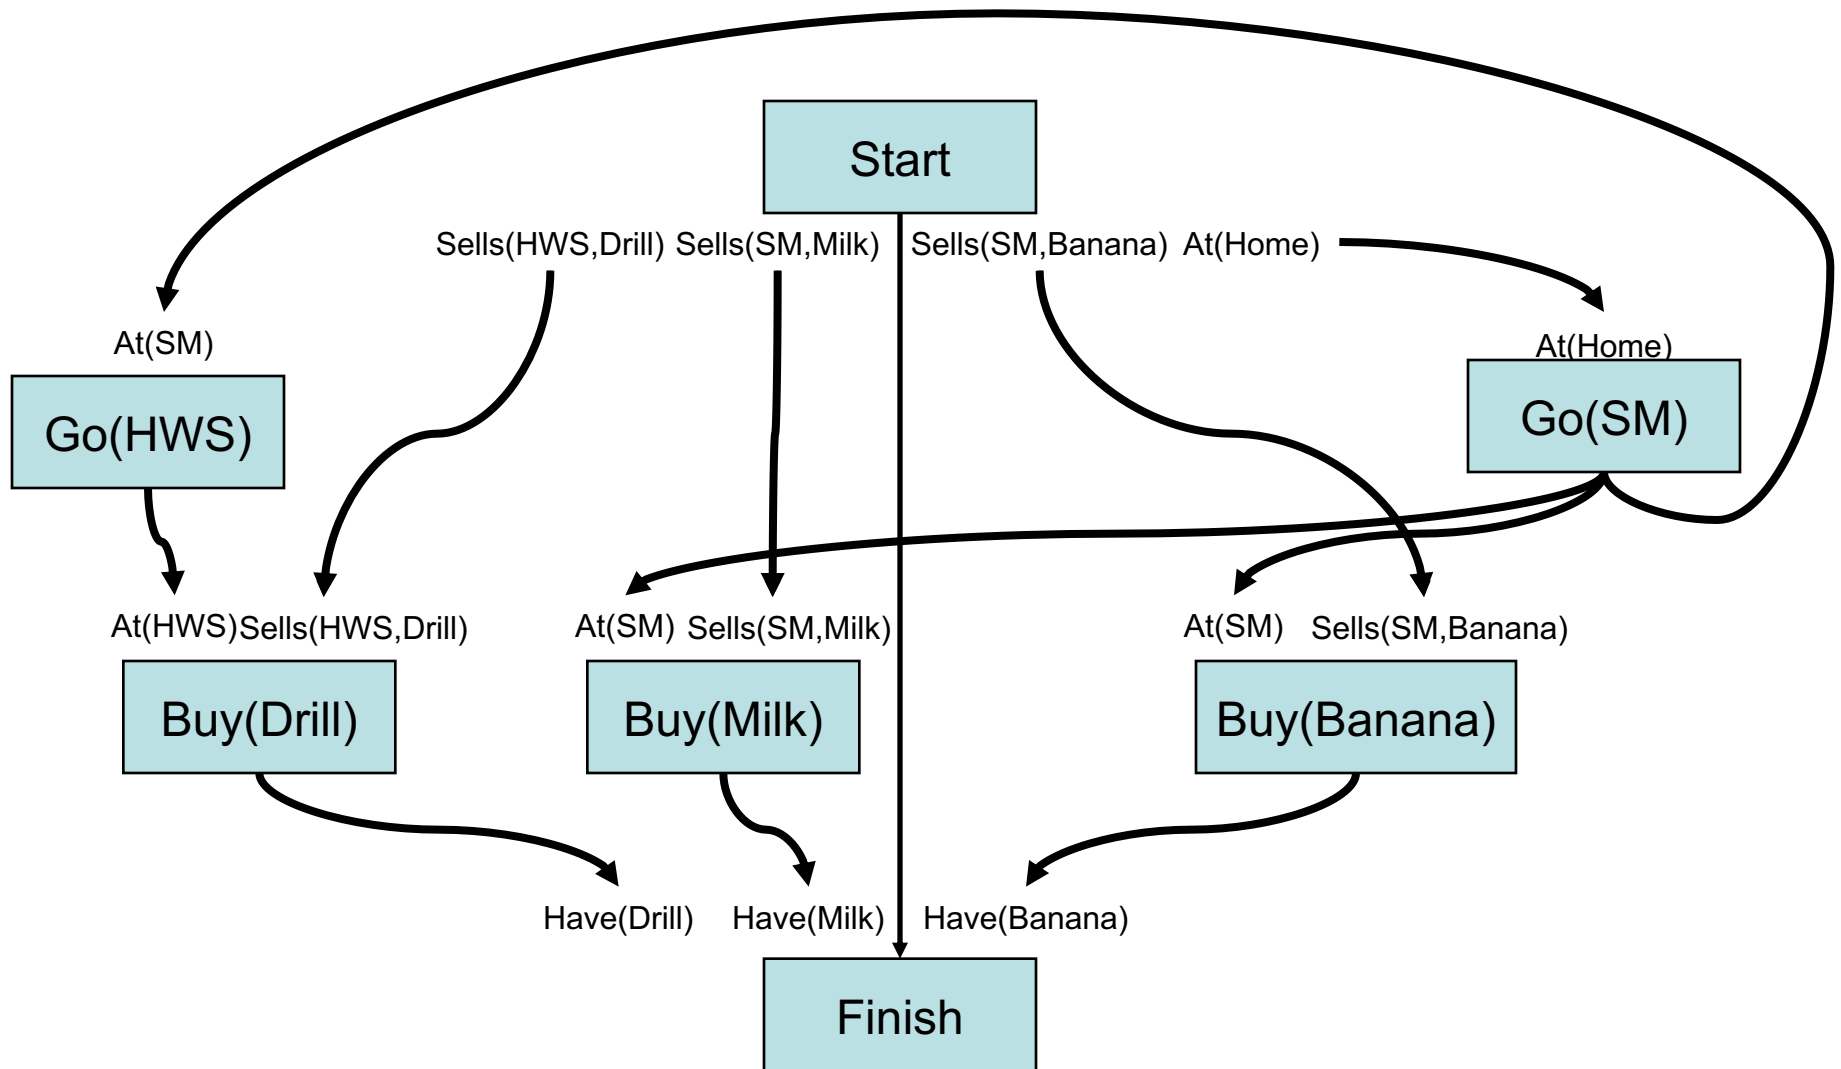 Start
Sells(HWS,Drill) Sells(SM,Milk) Sells(SM,Banana) At(Home)
At(SM)
At(Home)
Go(HWS)
Go(SM)
At(HWS) Sells(HWS,Drill)
At(SM) Sells(SM,Milk)
At(SM) Sells(SM,Banana)
Buy(Drill)
Buy(Milk)
Buy(Banana)
Have(Drill) Have(Milk) Have(Banana)
Finish